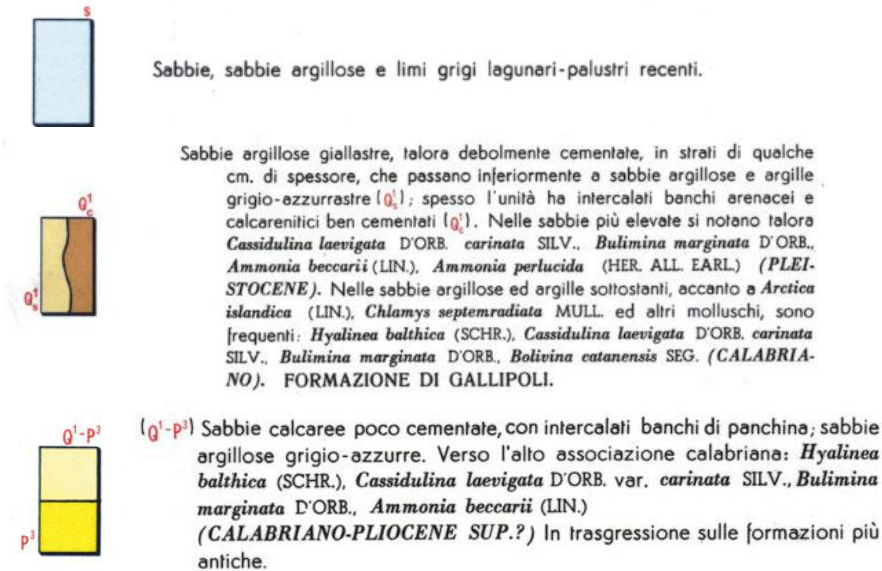 s
Sabbie, sabbie argillose e limi grigi lagunari-palustri recenti.
Sabbie argillose giallastre, talora debolmente cementate, in strati di qualche
cm. di spessore, che passano inferiormente a sabbie argillose e argille
grigio-azzurrastre (Q¹s); spesso l'unità ha intercalati banchi arenacei e
Q¹c
calcarenitici ben cementati (Q¹c). Nelle sabbie più elevate si notano talora
Cassidulina laevigata D'ORB. carinata SILV., Bulimina marginata D'ORB.,
Ammonia beccarii (LIN.), Ammonia perlucida (HER. ALL. EARL.) (PLEI-
STOCENE). Nelle sabbie argillose ed argille sottostanti, accanto a Arctica
Q¹s
islandica (LIN.), Chlamys septemradiata MULL. ed altri molluschi, sono
frequenti: Hyalinea balthica (SCHR.), Cassidulina laevigata D'ORB. carinata
SILV., Bulimina marginata D'ORB., Bolivina catanensis SEG. (CALABRIA-
NO). FORMAZIONE DI GALLIPOLI.
Q¹-P³
(Q¹-P³) Sabbie calcaree poco cementate, con intercalati banchi di panchina; sabbie
argillose grigio-azzurre. Verso l'alto associazione calabriana: Hyalinea
balthica (SCHR.), Cassidulina laevigata D'ORB. var. carinata SILV., Bulimina
marginata D'ORB., Ammonia beccarii (LIN.)
P³
(CALABRIANO-PLIOCENE SUP.?) In trasgressione sulle formazioni più
antiche.